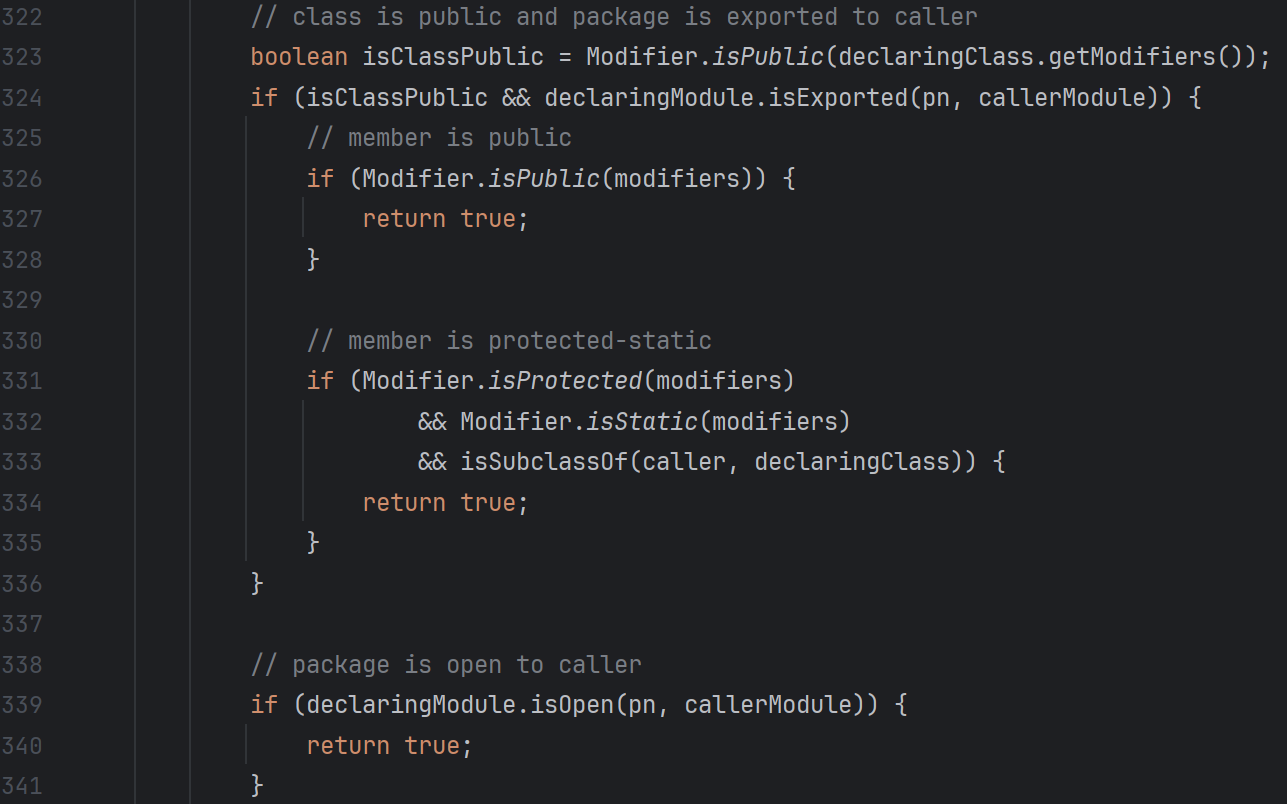 322 // class is public and package is exported to caller
323 boolean isClassPublic = Modifier.isPublic(declaringClass.getModifiers());
324 if (isClassPublic && declaringModule.isExported(pn, callerModule)) {
325 // member is public
326 if (Modifier.isPublic(modifiers)) {
327 return true;
328 }
329
330 // member is protected-static
331 if (Modifier.isProtected(modifiers)
332 && Modifier.isStatic(modifiers)
333 && isSubclassOf(caller, declaringClass)) {
334 return true;
335 }
336 }
337
338 // package is open to caller
339 if (declaringModule.isOpen(pn, callerModule)) {
340 return true;
341 }